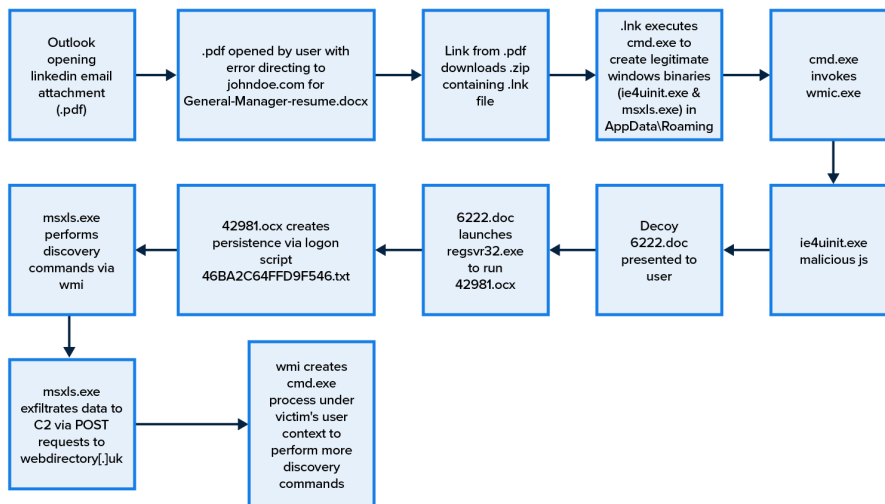 Outlook
opening
linkedin email
attachment
(.pdf)
.pdf opened by user with
error directing to
johndoe.com for
General-Manager-resume.docx
Link from .pdf
downloads .zip
containing .lnk
file
.lnk executes
cmd.exe to
create legitimate
windows binaries
(ie4uinit.exe &
msxls.exe) in
AppData\Roaming
cmd.exe
invokes
wmic.exe
ie4uinit.exe
malicious js
Decoy
6222.doc
presented to
user
6222.doc
launches
regsvr32.exe
to run
42981.ocx
42981.ocx creates
persistence via logon
script
46BA2C64FFD9F546.txt
msxls.exe
performs
discovery
commands via
wmi
msxls.exe
exfiltrates data to
C2 via POST
requests to
webdirectory[.]uk
wmi creates
cmd.exe
process under
victim's user
context to
perform more
discovery
commands